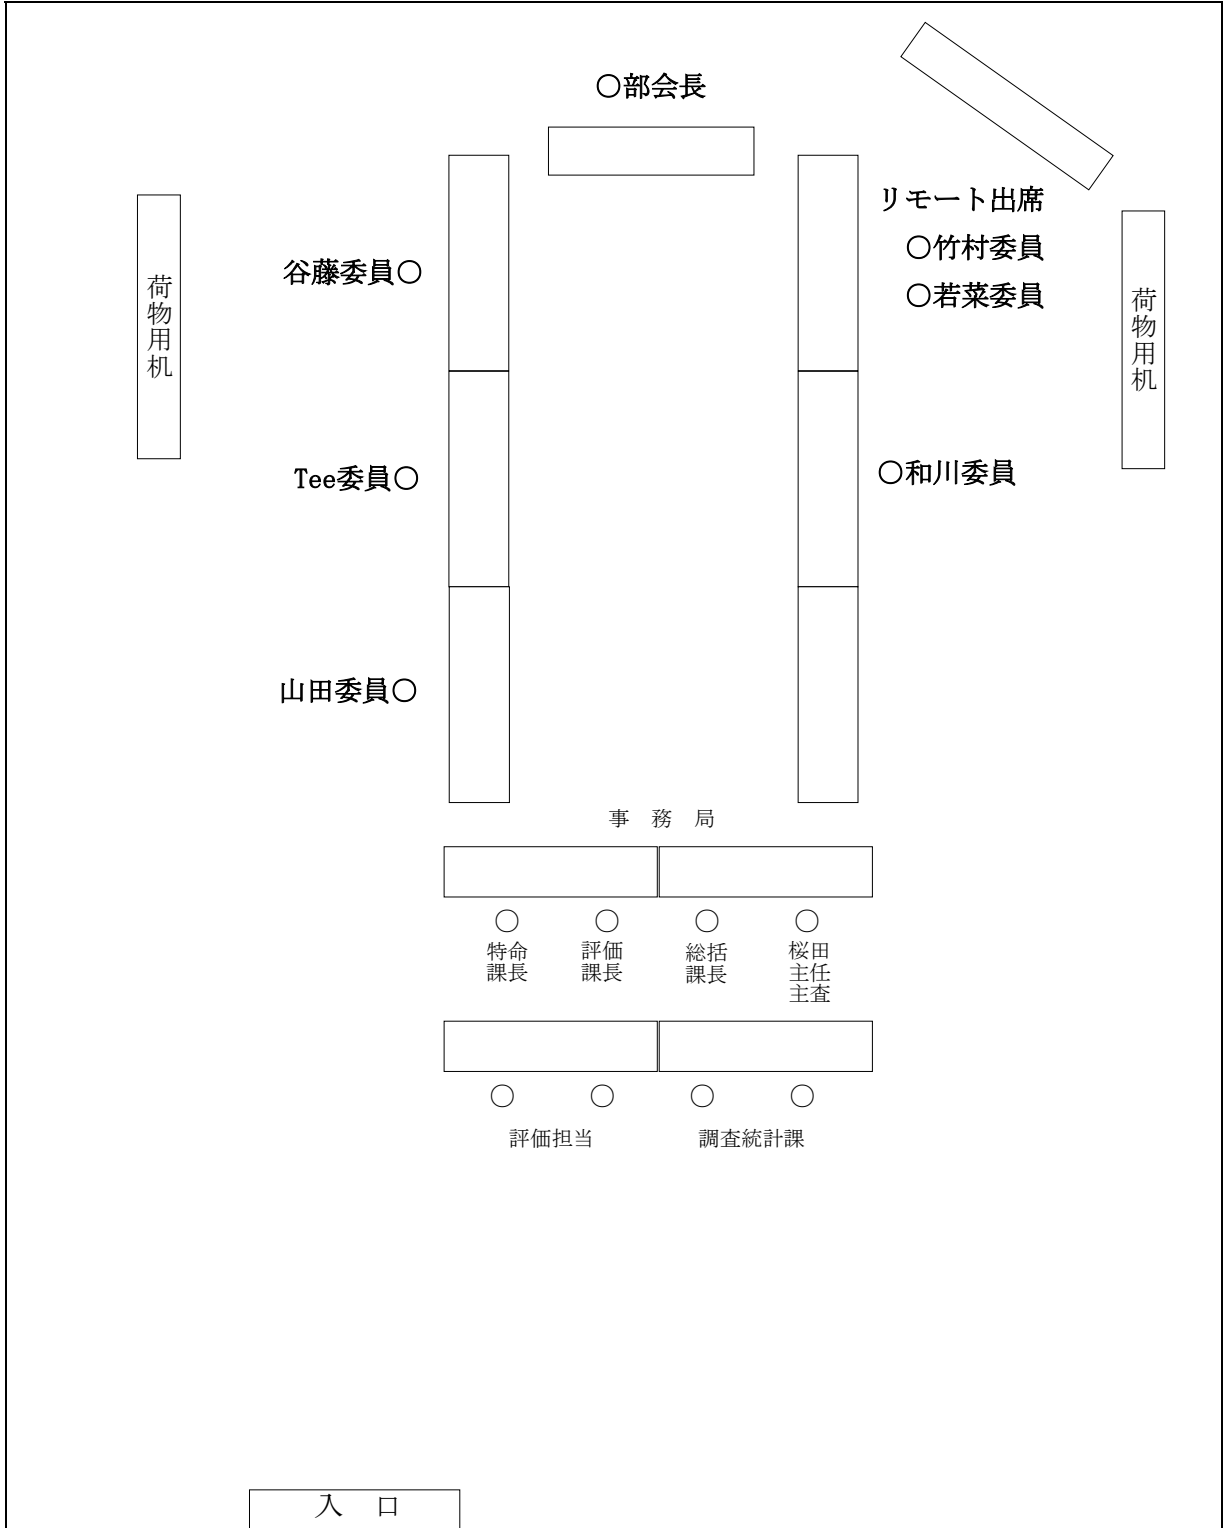 ○部会長
リモート出席
○竹村委員
○若菜委員
荷物用机
谷藤委員○
荷物用机
Tee委員○
○和川委員
山田委員○
事　務　局
○ ○ ○ ○
特命
課長
評価
課長
総括
課長
桜田
主任
主査
○ ○ ○ ○
評価担当
調査統計課
入　口